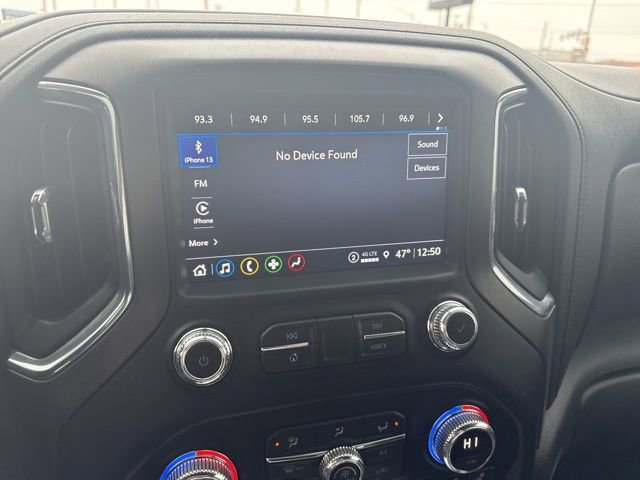 93.3 94.9 95.5 105.7 96.9
iPhone 13
No Device Found
Sound
Devices
FM
iPhone
More
2 4G LTE 47° 12:50
BACK
HI